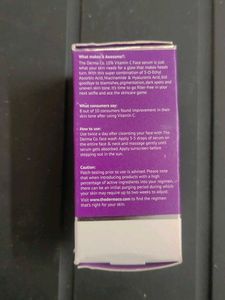 What makes it Awesome?
The Derma Co. 10% Vitamin C Face serum is just
what your skin needs for a glow that makes heads
turn. With this super combination of 3-O-Ethyl
Ascorbic Acid, Niacinamide & Hyaluronic Acid, bid
goodbye to blemishes, pigmentation, dark spots and
uneven skin tone. It's time to go filter free in your
next selfie and ace the skincare game.
What consumers say:
8 out of 10 consumers found improvement in their
skin tone after using Vitamin C.
How to use:
Use twice a day after cleansing your face with The
Derma Co. face wash. Apply 3-5 drops of serum on
the entire face & neck and massage gently until
serum gets absorbed. Apply sunscreen before
stepping out in the sun.
Caution:
Patch testing prior to use is advised. Please note
that when introducing products with a high
percentage of active ingredients into your regimen,
there can be an initial purging period during which
your skin may require up to two weeks to adjust.
Visit www.thedermaco.com to find the regimen
that's right for your skin.